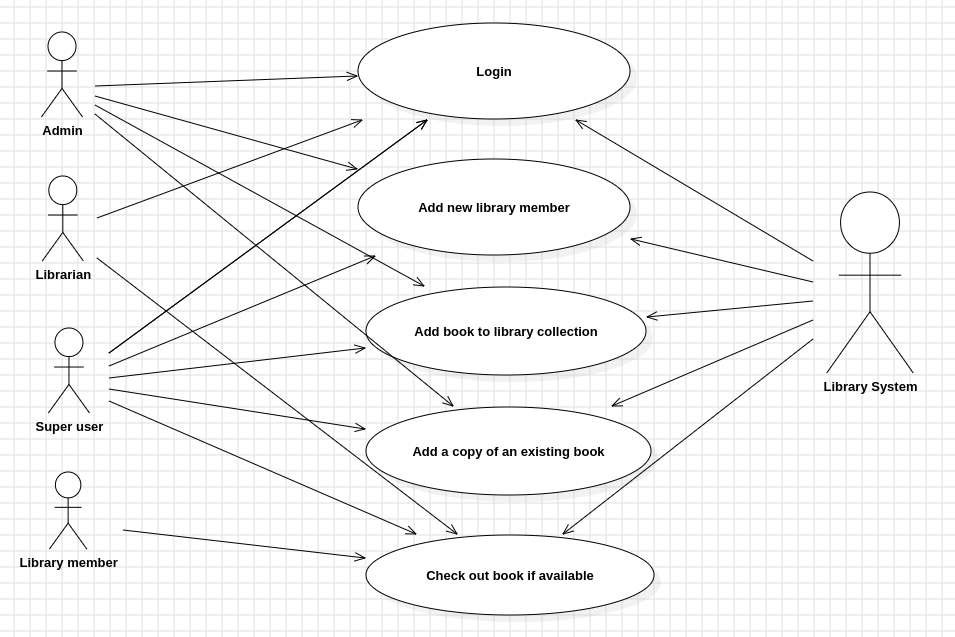 Login
Admin
Add new library member
Librarian
Add book to library collection
Library System
Super user
Add a copy of an existing book
Library member
Check out book if available